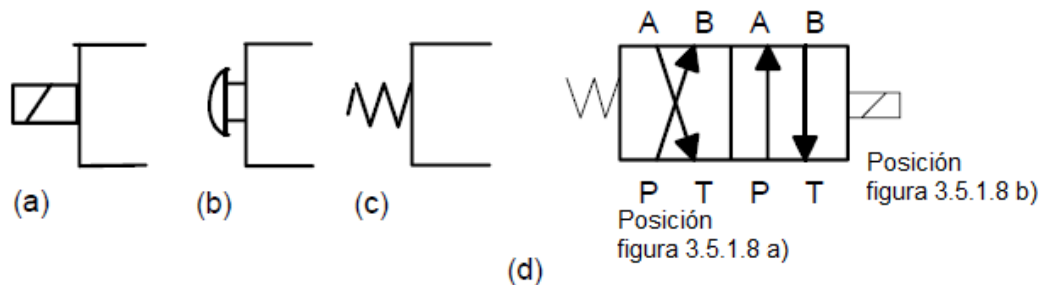 A B A B
P T P T
Posición
figura 3.5.1.8 a)
Posición
figura 3.5.1.8 b)
(a)
(b)
(c)
(d)